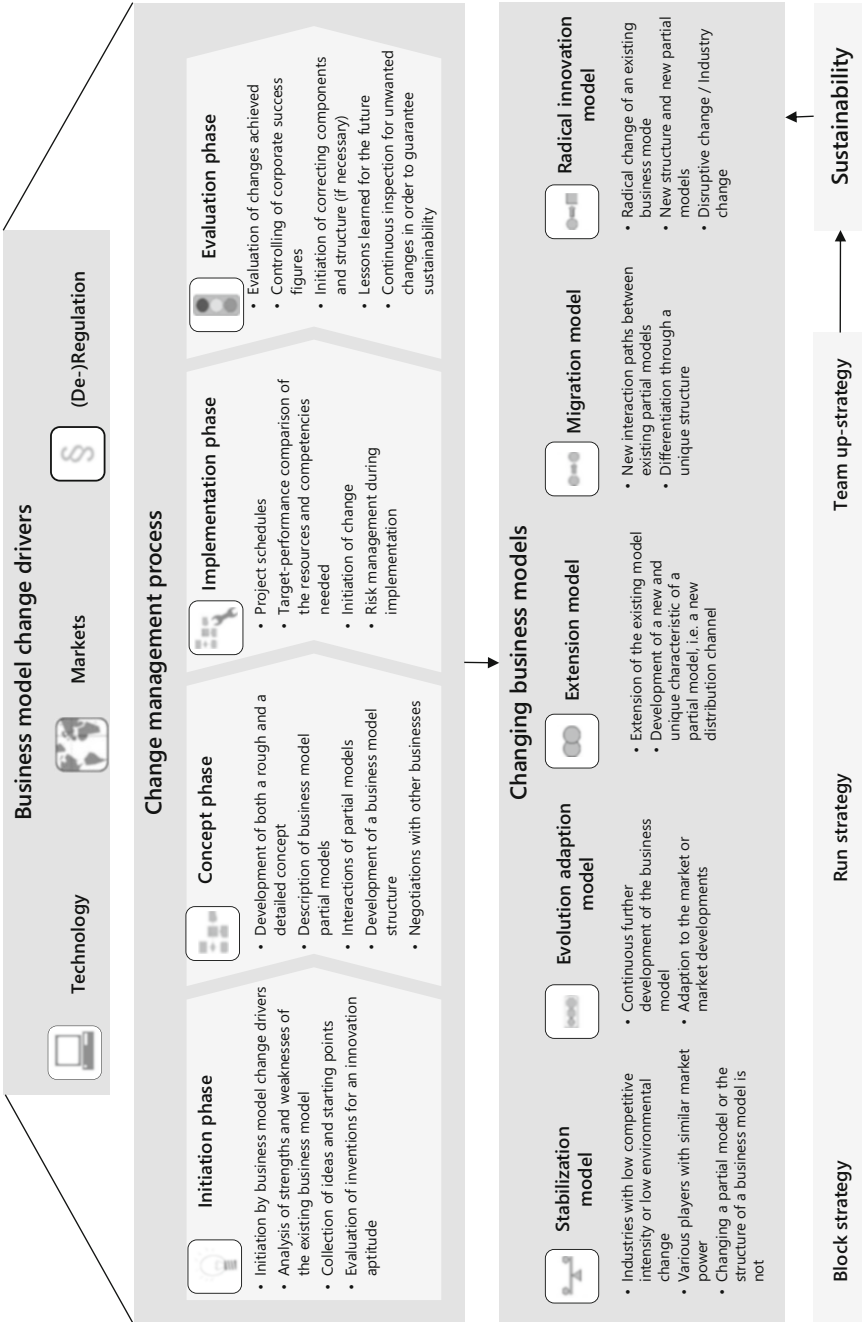 Business model change drivers
Technology
Markets
§
(De-)Regulation
Change management process
Initiation phase
• Initiation by business model change drivers
• Analysis of strengths and weaknesses of
the existing business model
• Collection of ideas and starting points
• Evaluation of inventions for an innovation
aptitude
Concept phase
• Development of both a rough and a
detailed concept
• Description of business model
partial models
• Interactions of partial models
• Development of a business model
structure
• Negotiations with other businesses
Implementation phase
• Project schedules
• Target-performance comparison of
the resources and competencies
needed
• Initiation of change
• Risk management during
implementation
Evaluation phase
• Evaluation of changes achieved
• Controlling of corporate success
figures
• Initiation of correcting components
and structure (if necessary)
• Lessons learned for the future
• Continuous inspection for unwanted
changes in order to guarantee
sustainability
Changing business models
Stabilization
model
• Industries with low competitive
intensity or low environmental
change
• Various players with similar market
power
• Changing a partial model or the
structure of a business model is
not
Evolution adaption
model
• Continuous further
development of the business
model
• Adaption to the market or
market developments
Extension model
• Extension of the existing model
• Development of a new and
unique characteristic of a
partial model, i.e. a new
distribution channel
Migration model
• New interaction paths between
existing partial models
• Differentiation through a
unique structure
Radical innovation
model
• Radical change of an existing
business mode
• New structure and new partial
models
• Disruptive change / Industry
change
Block strategy
Run strategy
Team up-strategy
Sustainability